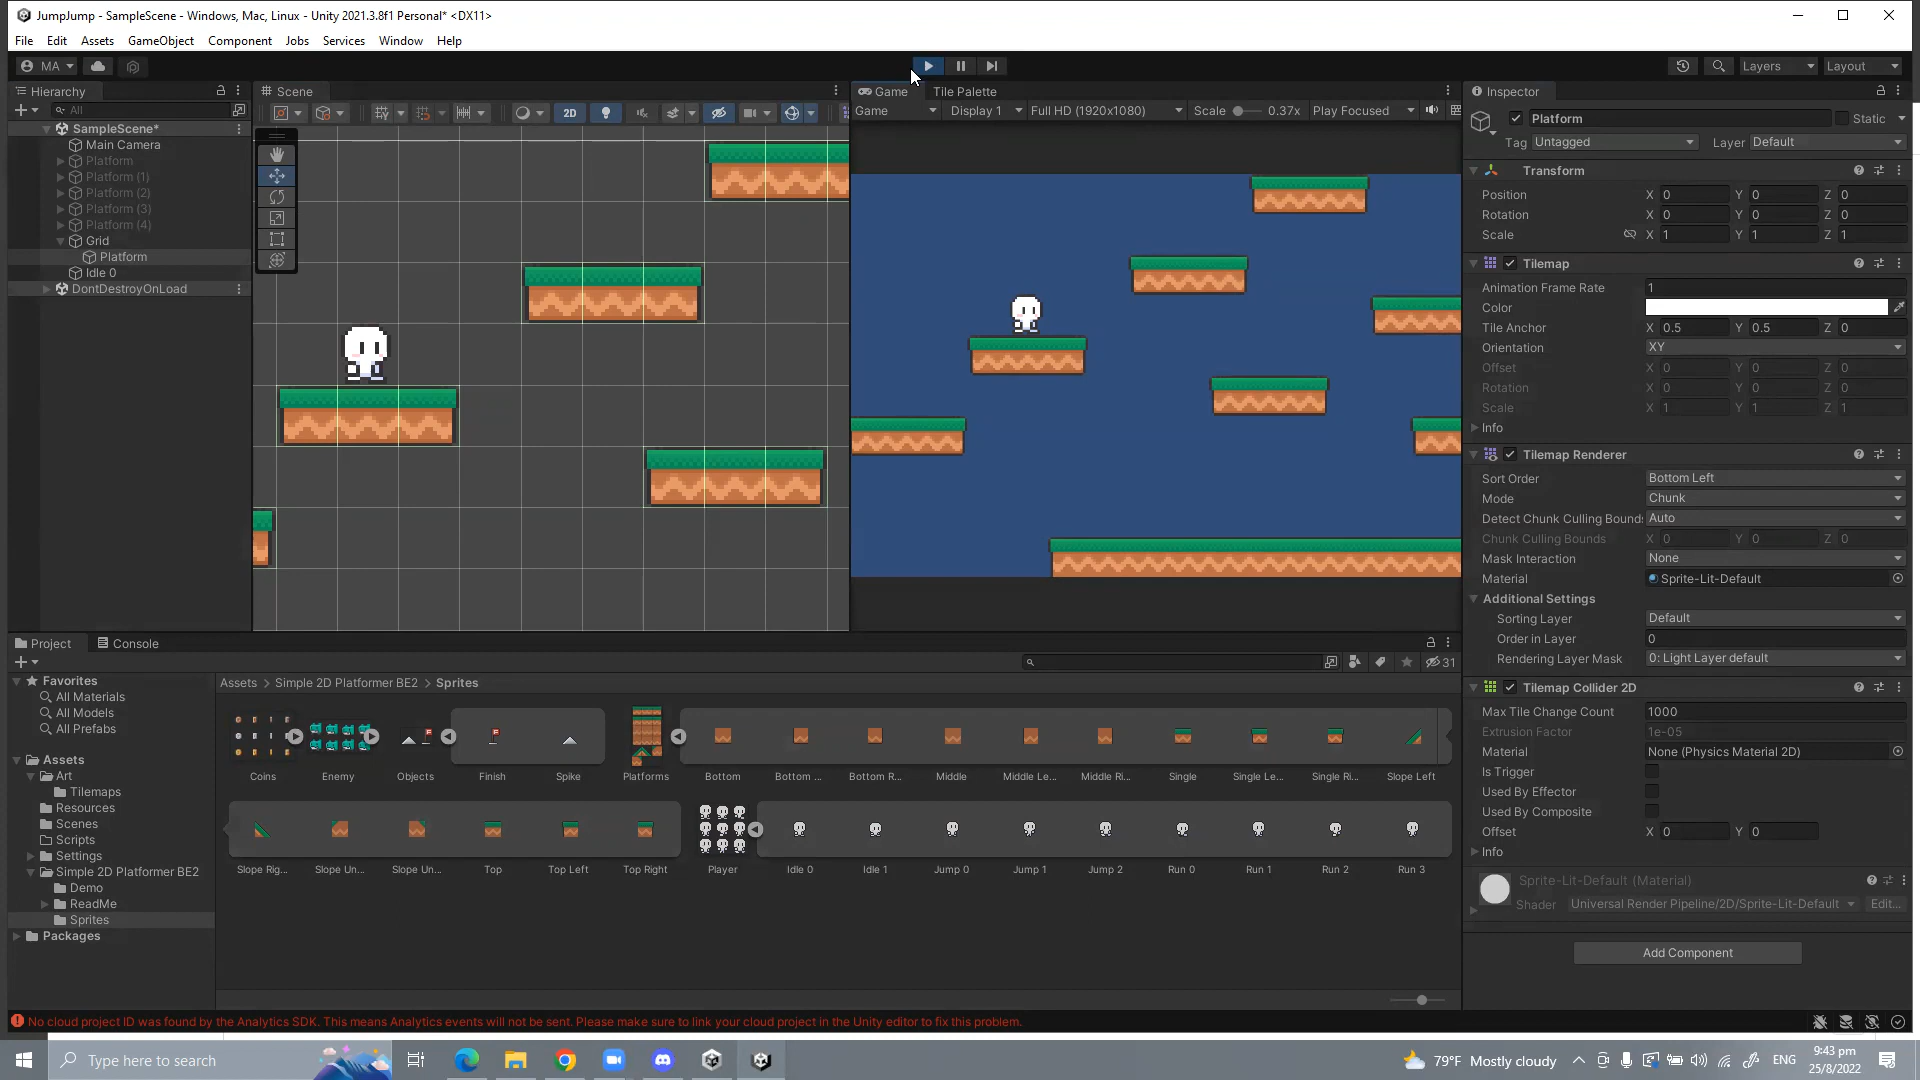 JumpJump - SampleScene - Windows, Mac, Linux - Unity 2021.3.8f1 Personal* <DX11>
File Edit Assets GameObject Component Jobs Services Window Help
MA Layers Layout
Hierarchy
All
SampleScene*
Main Camera
Platform
Platform (1)
Platform (2)
Platform (3)
Platform (4)
Grid
Platform
Idle 0
DontDestroyOnLoad
Scene
2D
Game Tile Palette
Game Display 1 Full HD (1920x1080) Scale 0.37x Play Focused
Inspector
Platform Static
Tag Untagged Layer Default
Transform
Position X 0 Y 0 Z 0
Rotation X 0 Y 0 Z 0
Scale X 1 Y 1 Z 1
Tilemap
Animation Frame Rate 1
Color
Tile Anchor X 0.5 Y 0.5 Z 0
Orientation XY
Offset X 0 Y 0 Z 0
Rotation X 0 Y 0 Z 0
Scale X 1 Y 1 Z 1
Info
Tilemap Renderer
Sort Order Bottom Left
Mode Chunk
Detect Chunk Culling Bounds Auto
Chunk Culling Bounds X 0 Y 0 Z 0
Mask Interaction None
Material Sprite-Lit-Default
Additional Settings
Sorting Layer Default
Order in Layer 0
Rendering Layer Mask 0: Light Layer default
Tilemap Collider 2D
Max Tile Change Count 1000
Extrusion Factor 1e-05
Material None (Physics Material 2D)
Is Trigger
Used By Effector
Used By Composite
Offset X 0 Y 0
Info
Sprite-Lit-Default (Material)
Shader Universal Render Pipeline/2D/Sprite-Lit-Default Edit...
Add Component
Project Console
31
Favorites
All Materials
All Models
All Prefabs
Assets
Art
Tilemaps
Resources
Scenes
Scripts
Settings
Simple 2D Platformer BE2
Demo
ReadMe
Sprites
Packages
Assets > Simple 2D Platformer BE2 > Sprites
Coins Enemy Objects Finish Spike Platforms Bottom Bottom ... Bottom R... Middle Middle Le... Middle Ri... Single Single Le... Single Ri... Slope Left
Slope Rig... Slope Un... Slope Un... Top Top Left Top Right Player Idle 0 Idle 1 Jump 0 Jump 1 Jump 2 Run 0 Run 1 Run 2 Run 3
No cloud project ID was found by the Analytics SDK. This means Analytics events will not be sent. Please make sure to link your cloud project in the Unity editor to fix this problem.
Type here to search
79°F Mostly cloudy
ENG
9:43 pm
25/8/2022